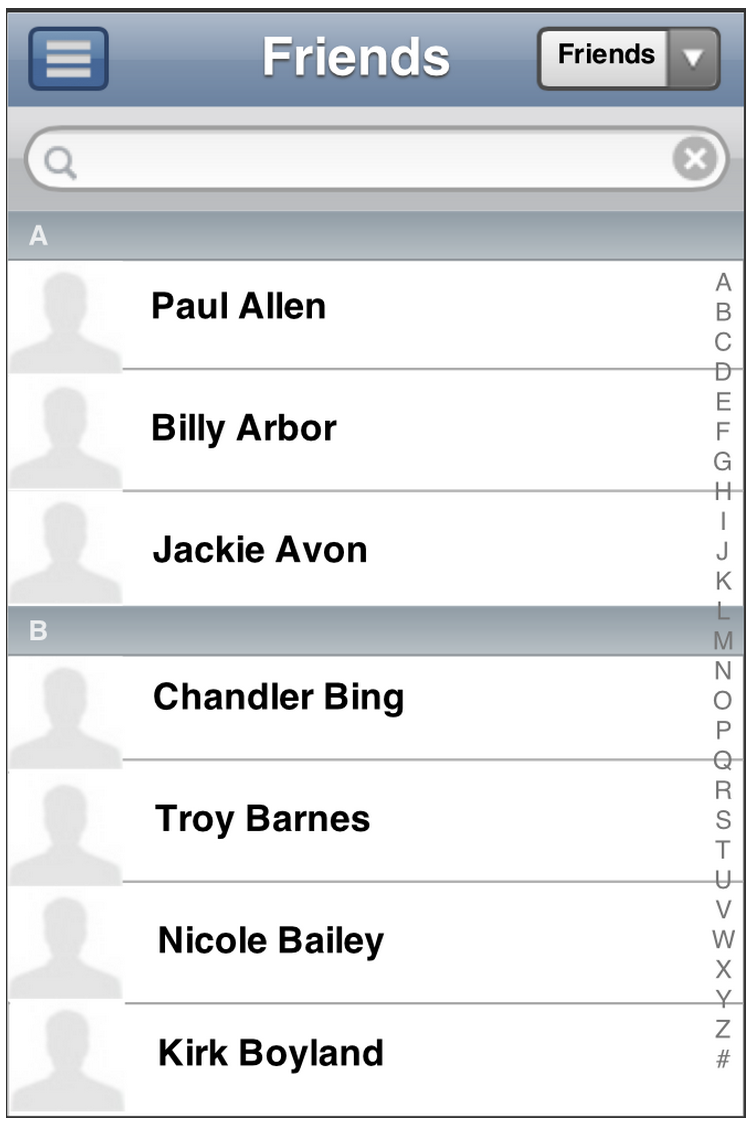 Friends
Friends
A
Paul Allen
Billy Arbor
Jackie Avon
B
Chandler Bing
Troy Barnes
Nicole Bailey
Kirk Boyland
A
B
C
D
E
F
G
H
I
J
K
L
M
N
O
P
Q
R
S
T
U
V
W
X
Y
Z
#